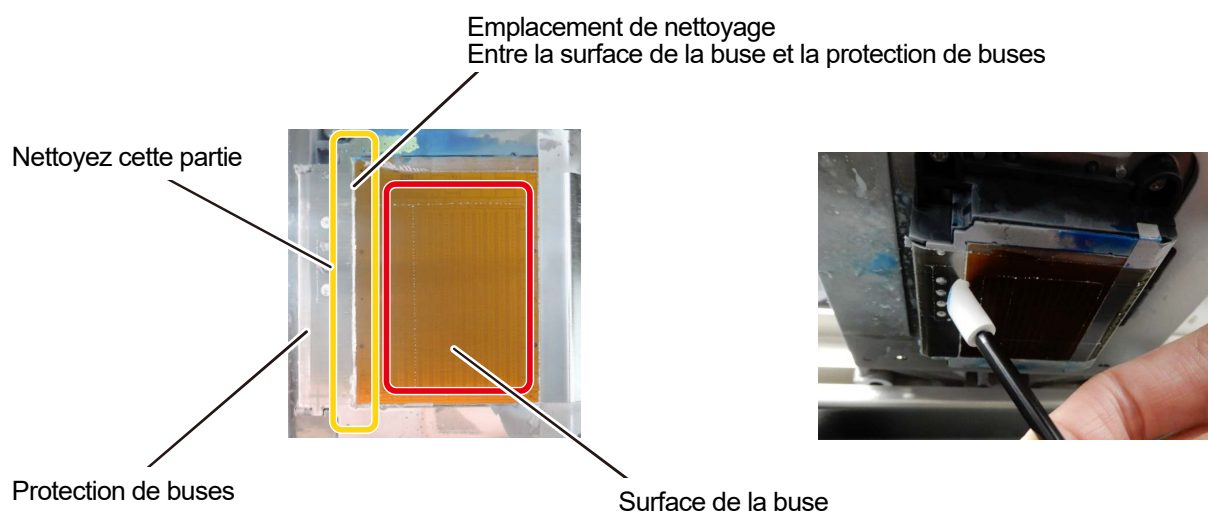 Emplacement de nettoyage
Entre la surface de la buse et la protection de buses
Nettoyez cette partie
Protection de buses
Surface de la buse